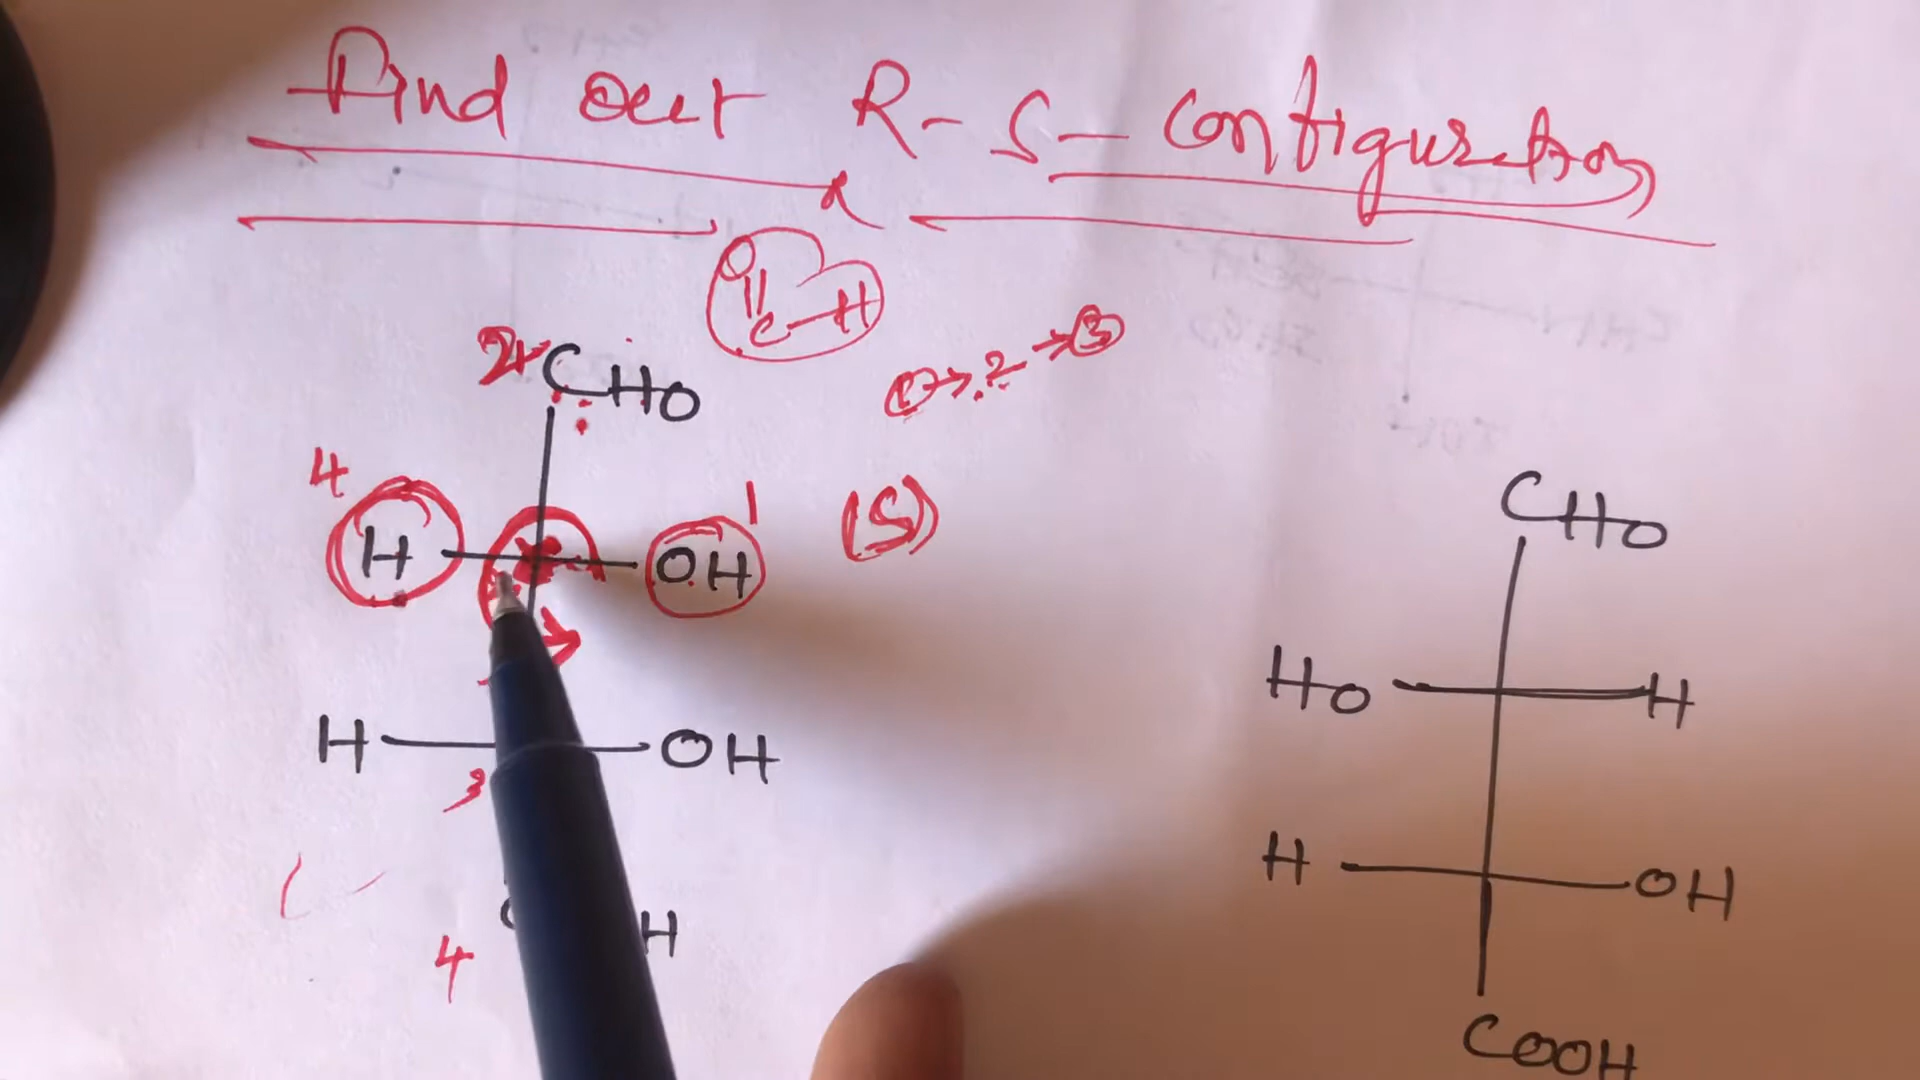 Find out R-S-Configuration
O
C-H
2 CHO
①→2→③
4
H OH 1 (S)
H OH
3
4 H
CHO
HO H
H OH
COOH